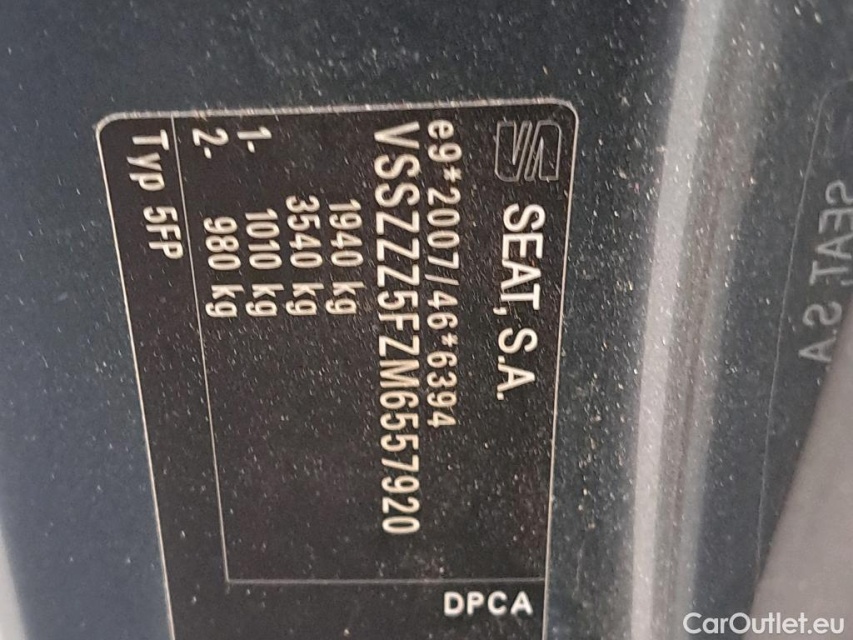 SEAT, S.A.
e9*2007/46*6394
VSSZZZ5FZM6557920
1940 kg
3540 kg
1- 1010 kg
2- 980 kg
Typ 5FP
DPCA
SEAT, S.A
CarOutlet.eu